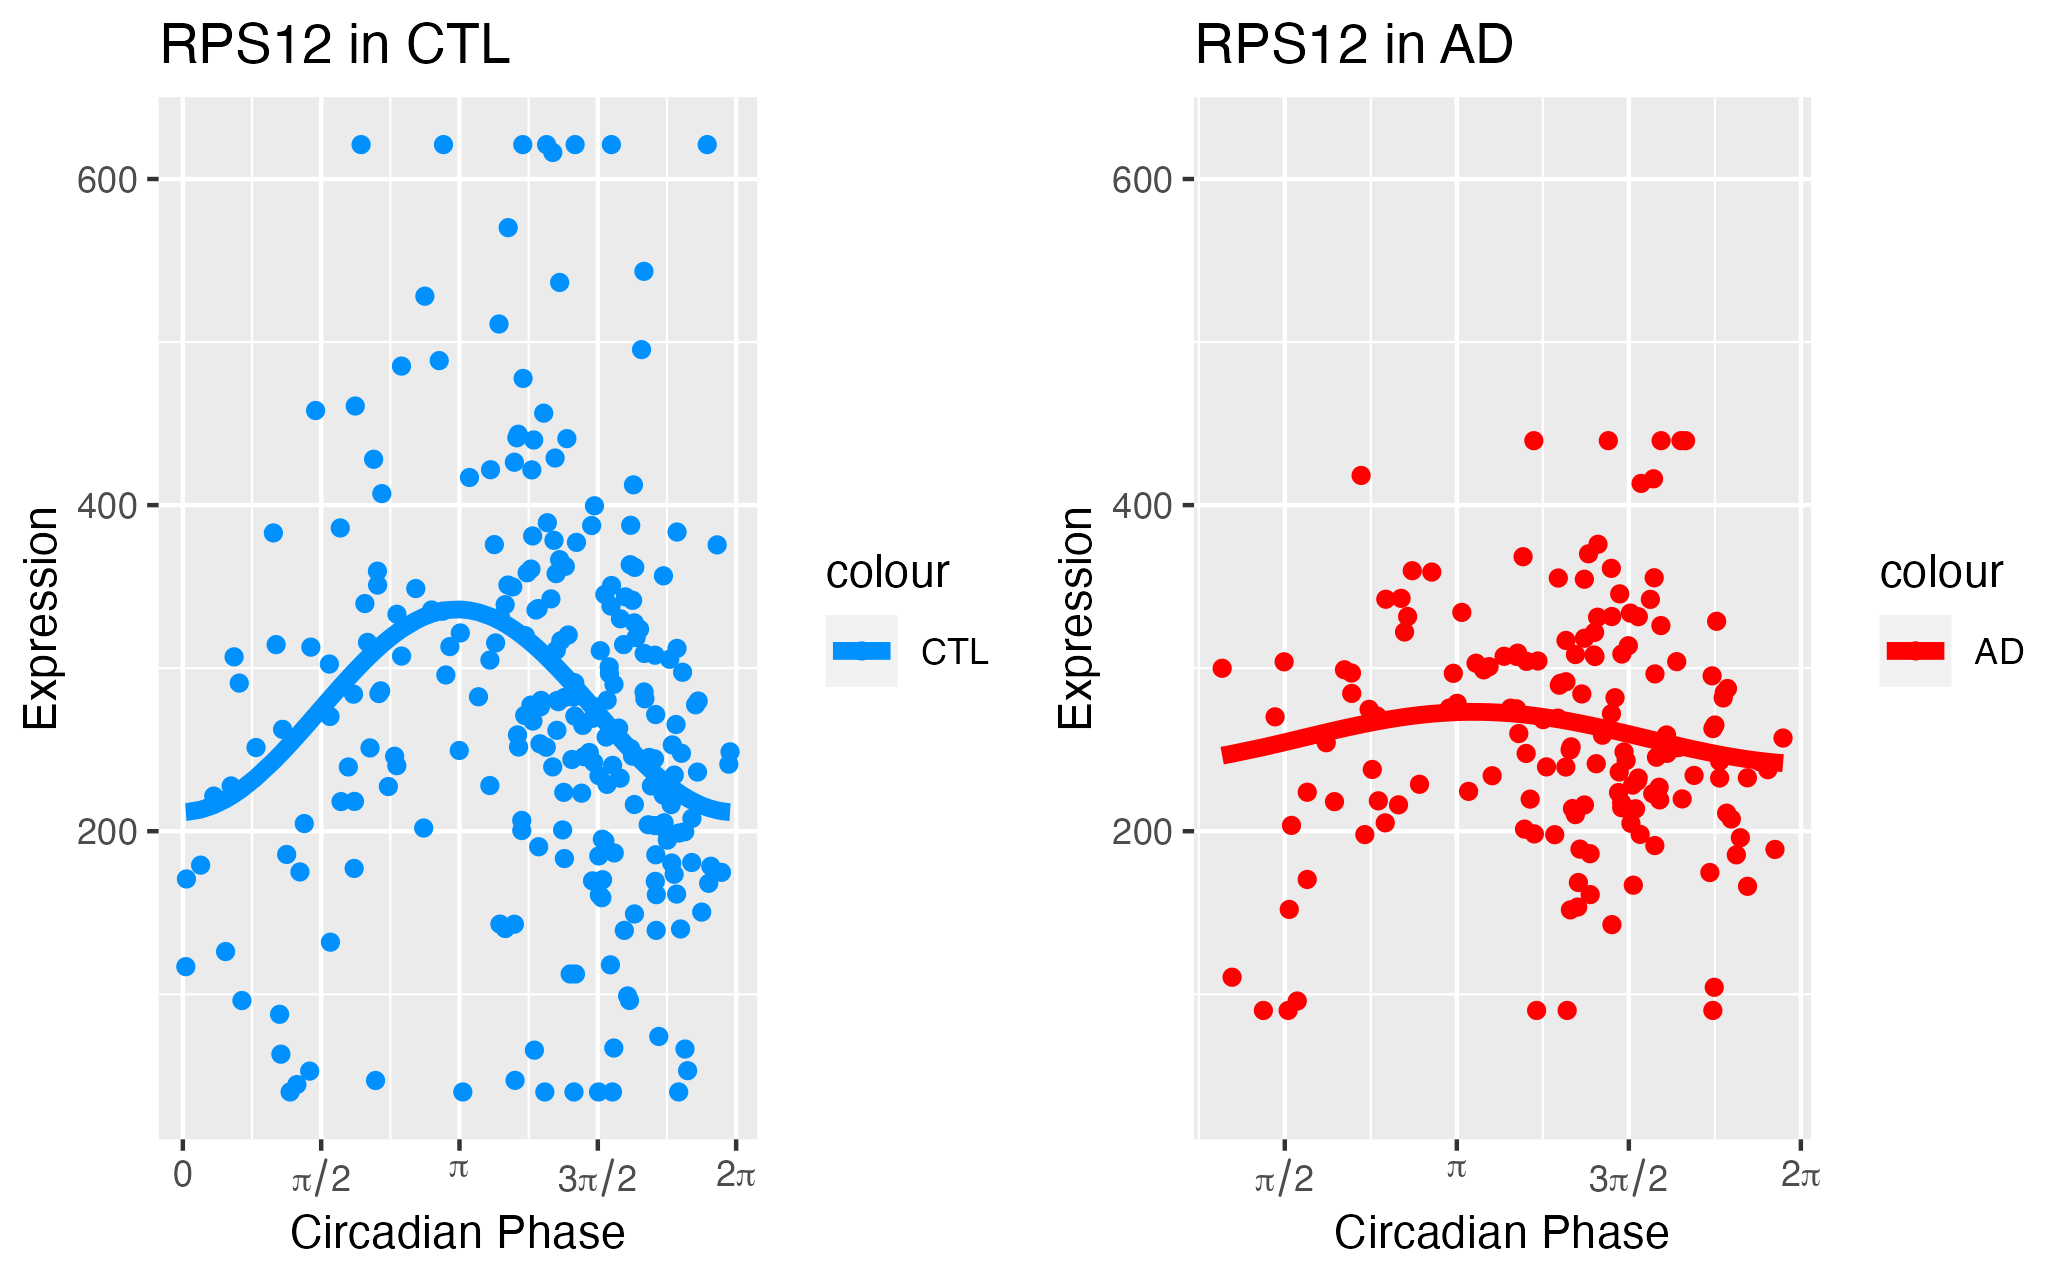 RPS12 in CTL
600
400
200
Expression
0
π/2
π
3π/2
2π
Circadian Phase
colour
CTL
RPS12 in AD
600
400
200
Expression
π/2
π
3π/2
2π
Circadian Phase
colour
AD